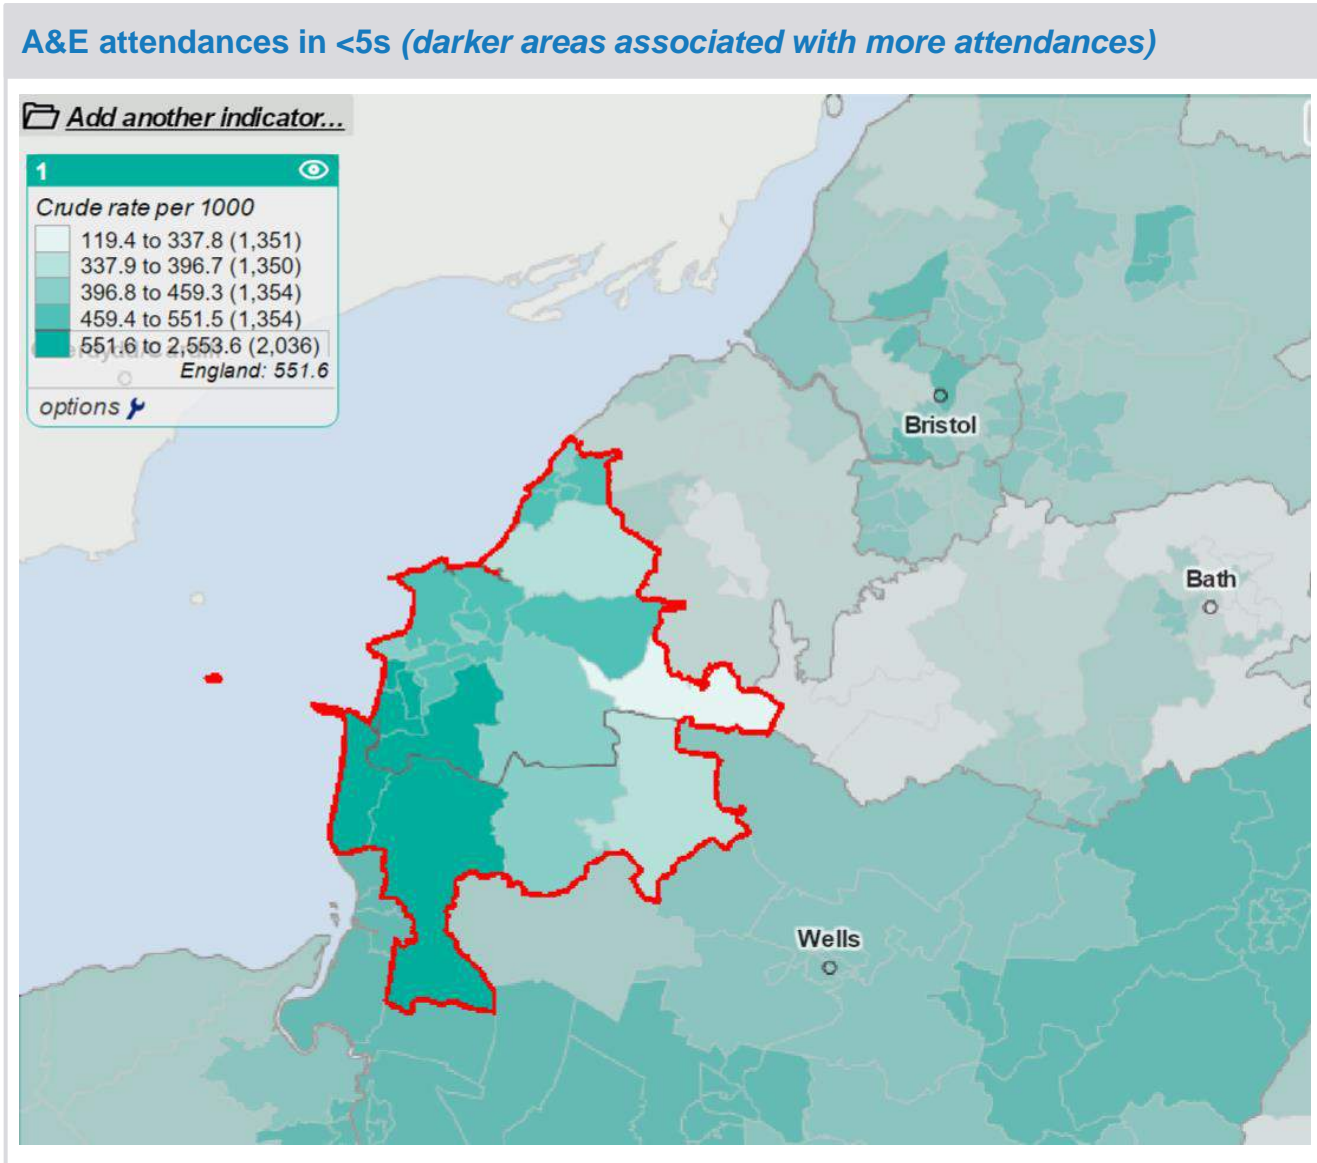 A&E attendances in <5s (darker areas associated with more attendances)
Add another indicator...
1
Crude rate per 1000
119.4 to 337.8 (1,351)
337.9 to 396.7 (1,350)
396.8 to 459.3 (1,354)
459.4 to 551.5 (1,354)
551.6 to 2,553.6 (2,036)
England: 551.6
options
Bristol
Bath
Wells